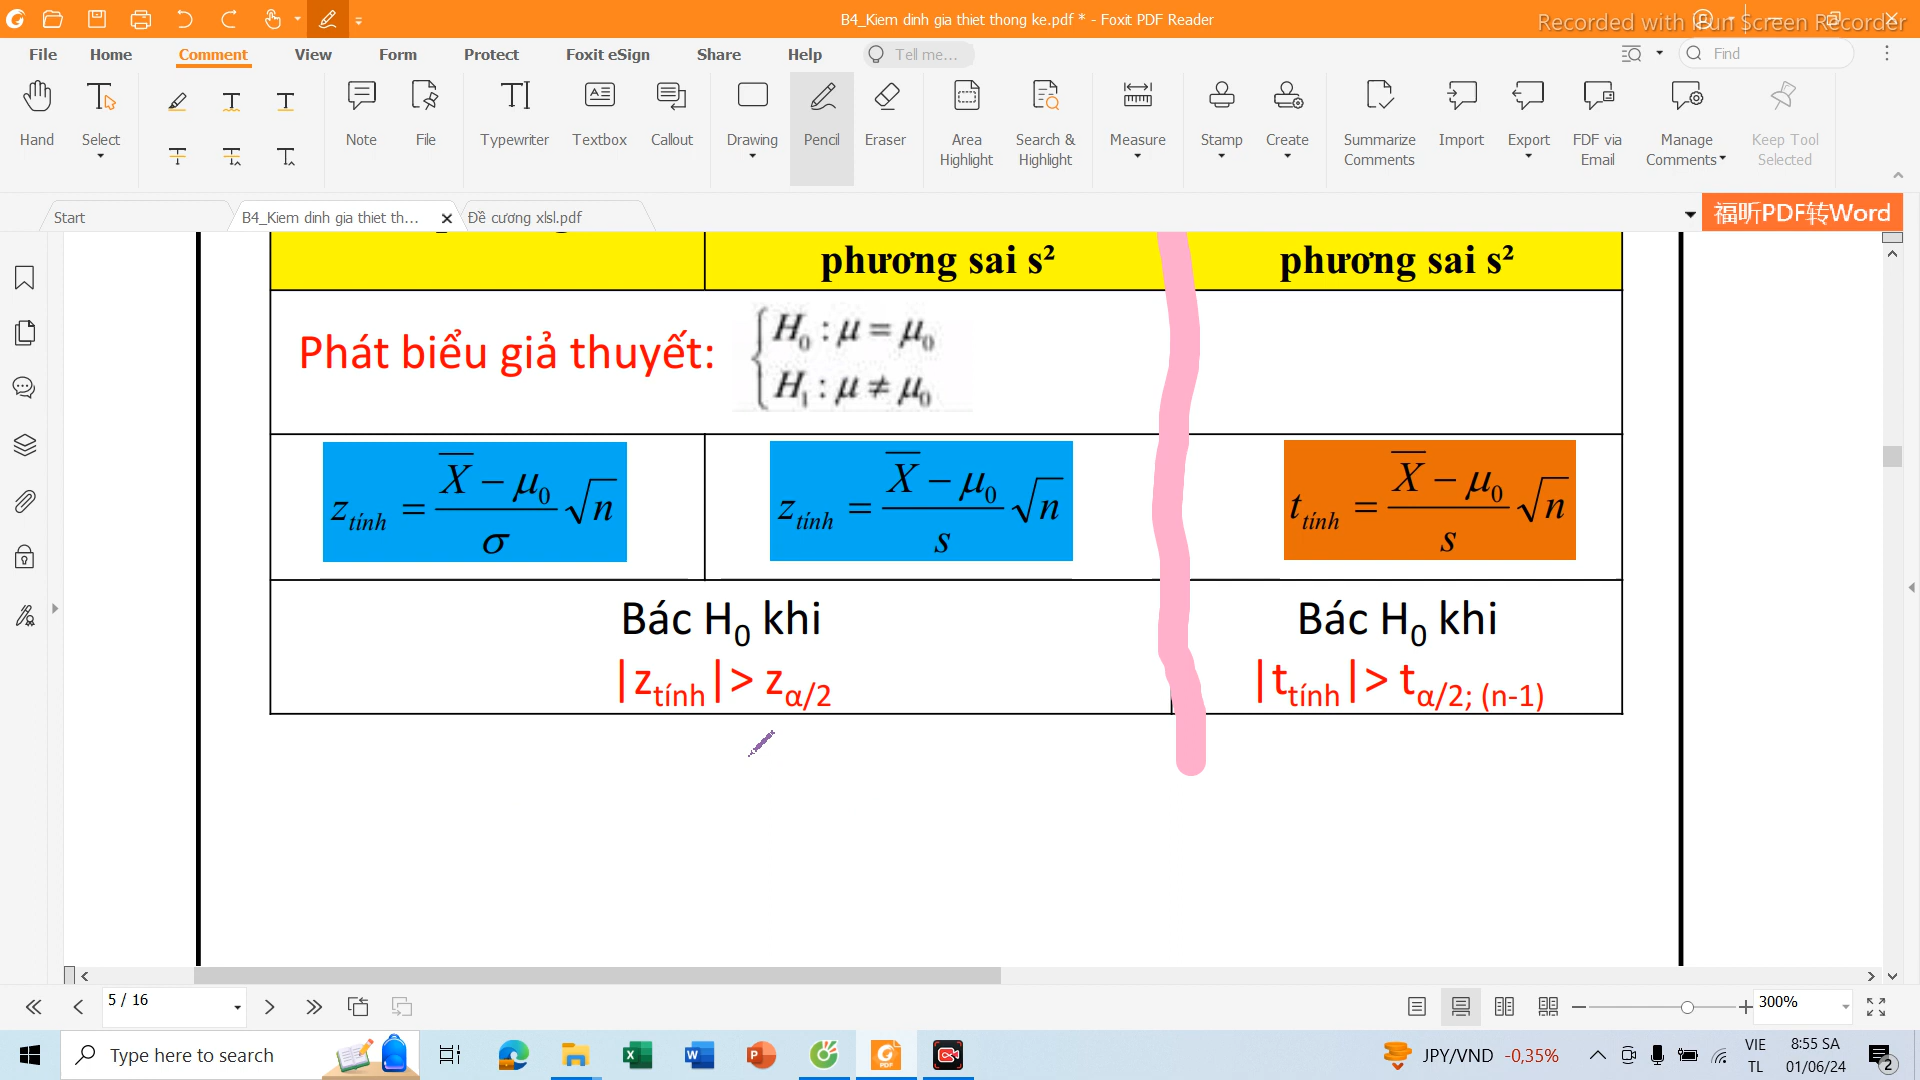 B4_Kiem dinh gia thiet thong ke.pdf * - Foxit PDF Reader
Recorded with iFun Screen Recorder
File Home Comment View Form Protect Foxit eSign Share Help Tell me... Find
Hand Select Note File Typewriter Textbox Callout Drawing Pencil Eraser Area Highlight Search & Highlight Measure Stamp Create Summarize Comments Import Export FDF via Email Manage Comments Keep Tool Selected
Start B4_Kiem dinh gia thiet th... Đề cương xlsl.pdf 福昕PDF转Word
phương sai s² phương sai s²
Phát biểu giả thuyết: H₀ : μ = μ₀
H₁ : μ ≠ μ₀
z_tính = (X̅ − μ₀)/σ √n z_tính = (X̅ − μ₀)/s √n t_tính = (X̅ − μ₀)/s √n
Bác H₀ khi Bác H₀ khi
|z_tính|> z_α/2 |t_tính|> t_α/2; (n-1)
5 / 16 300%
Type here to search JPY/VND -0,35% VIE 8:55 SA
TL 01/06/24 2